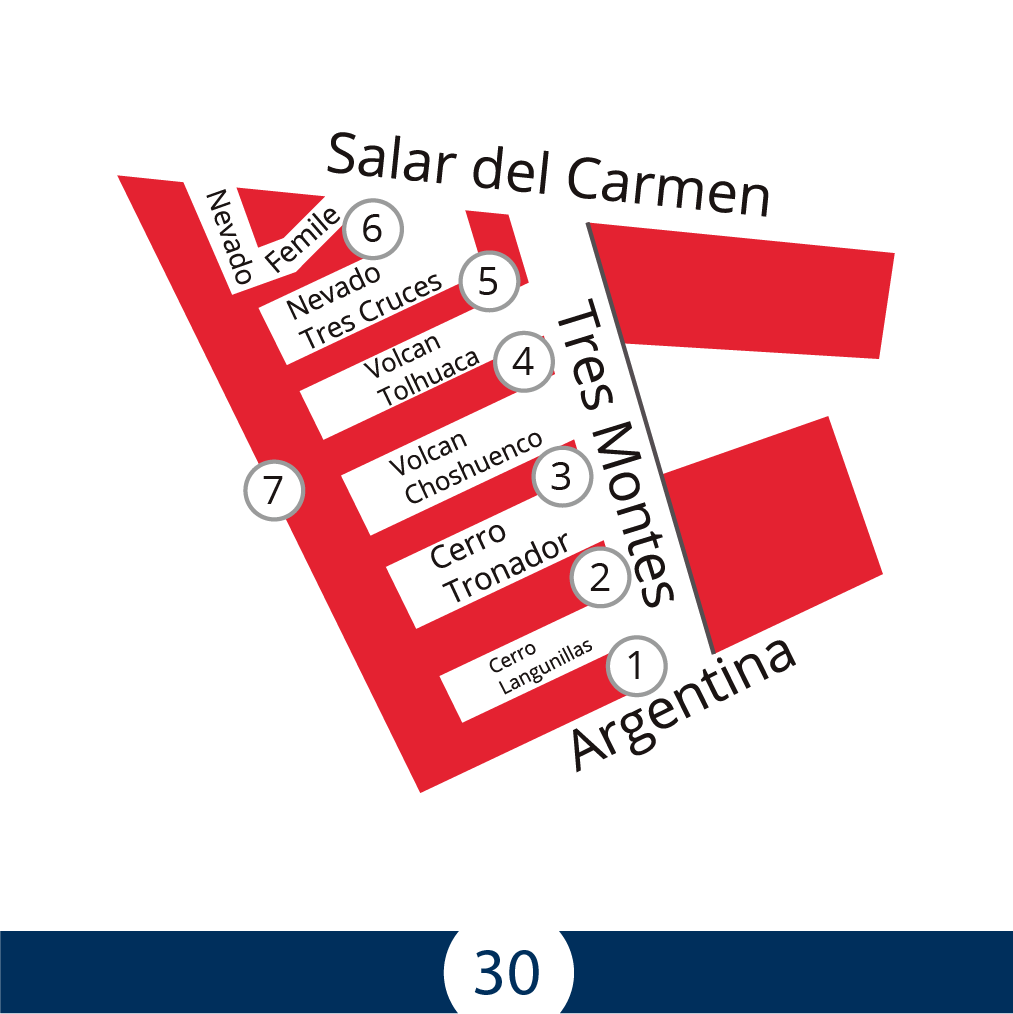 Salar del Carmen
Nevado
Femile
6
Nevado
Tres Cruces
5
Volcan
Tolhuaca
4
Tres Montes
Volcan
Choshuenco
3
7
Cerro
Tronador
2
Cerro
Langunillas
1
Argentina
30